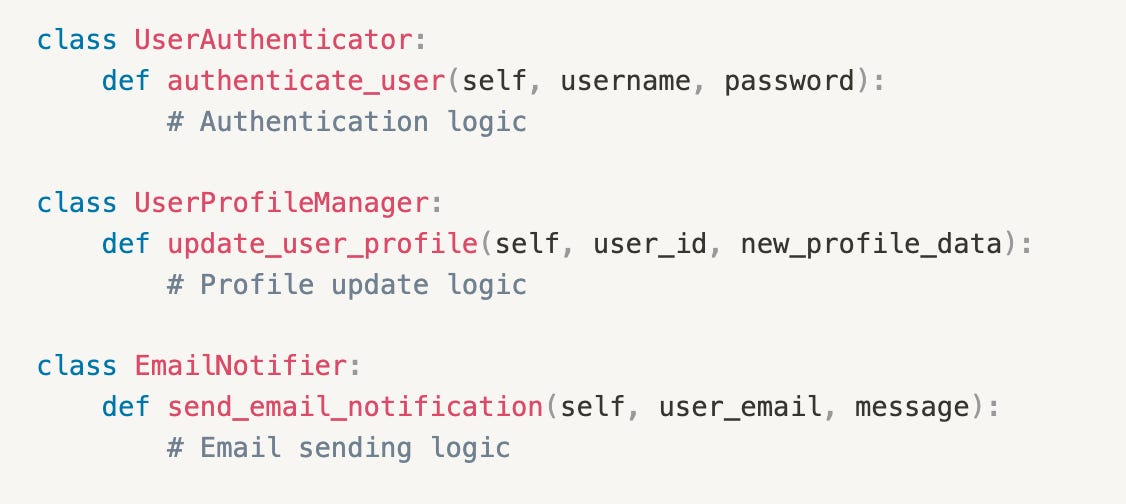 class UserAuthenticator:
    def authenticate_user(self, username, password):
        # Authentication logic

class UserProfileManager:
    def update_user_profile(self, user_id, new_profile_data):
        # Profile update logic

class EmailNotifier:
    def send_email_notification(self, user_email, message):
        # Email sending logic